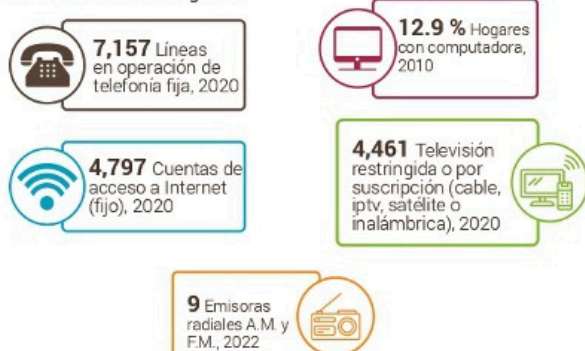 7,157 Líneas
en operación de
telefonía fija, 2020
12.9 % Hogares
con computadora,
2010
4,797 Cuentas de
acceso a Internet
(fijo), 2020
4,461 Televisión
restringida o por
suscripción (cable,
iptv, satélite o
inalámbrica), 2020
9 Emisoras
radiales A.M. y
F.M., 2022